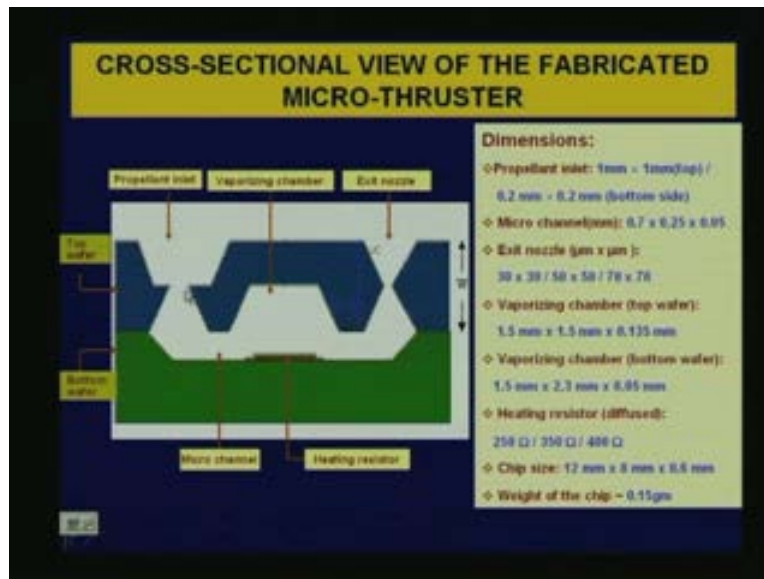 CROSS-SECTIONAL VIEW OF THE FABRICATED
MICRO-THRUSTER
Propellant inlet
Vaporizing chamber
Exit nozzle
Top
wafer
W
Bottom
wafer
Micro channel
Heating resistor
Dimensions:
❖Propellant inlet: 1mm × 1mm(top) /
0.2 mm × 0.2 mm (bottom side)
❖ Micro channel(mm): 0.7 x 0.25 x 0.05
❖ Exit nozzle (μm x μm ):
30 x 30 / 50 x 50 / 70 x 70
❖ Vaporizing chamber (top wafer):
1.5 mm x 1.5 mm x 0.135 mm
❖ Vaporizing chamber (bottom wafer):
1.5 mm x 2.3 mm x 0.05 mm
❖ Heating resistor (diffused):
250 Ω / 350 Ω / 400 Ω
❖ Chip size: 12 mm x 8 mm x 0.6 mm
❖ Weight of the chip ~ 0.15gm